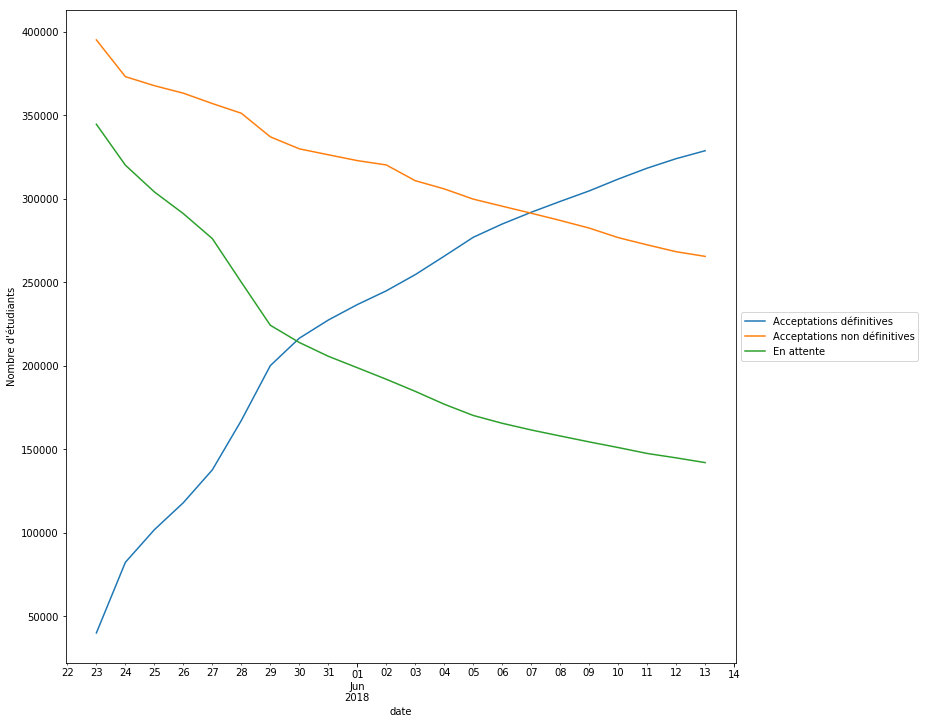 400000
350000
300000
250000
200000
150000
100000
50000
Nombre d'étudiants
22 23 24 25 26 27 28 29 30 31 01 02 03 04 05 06 07 08 09 10 11 12 13 14
Jun
2018
date
Acceptations définitives
Acceptations non définitives
En attente